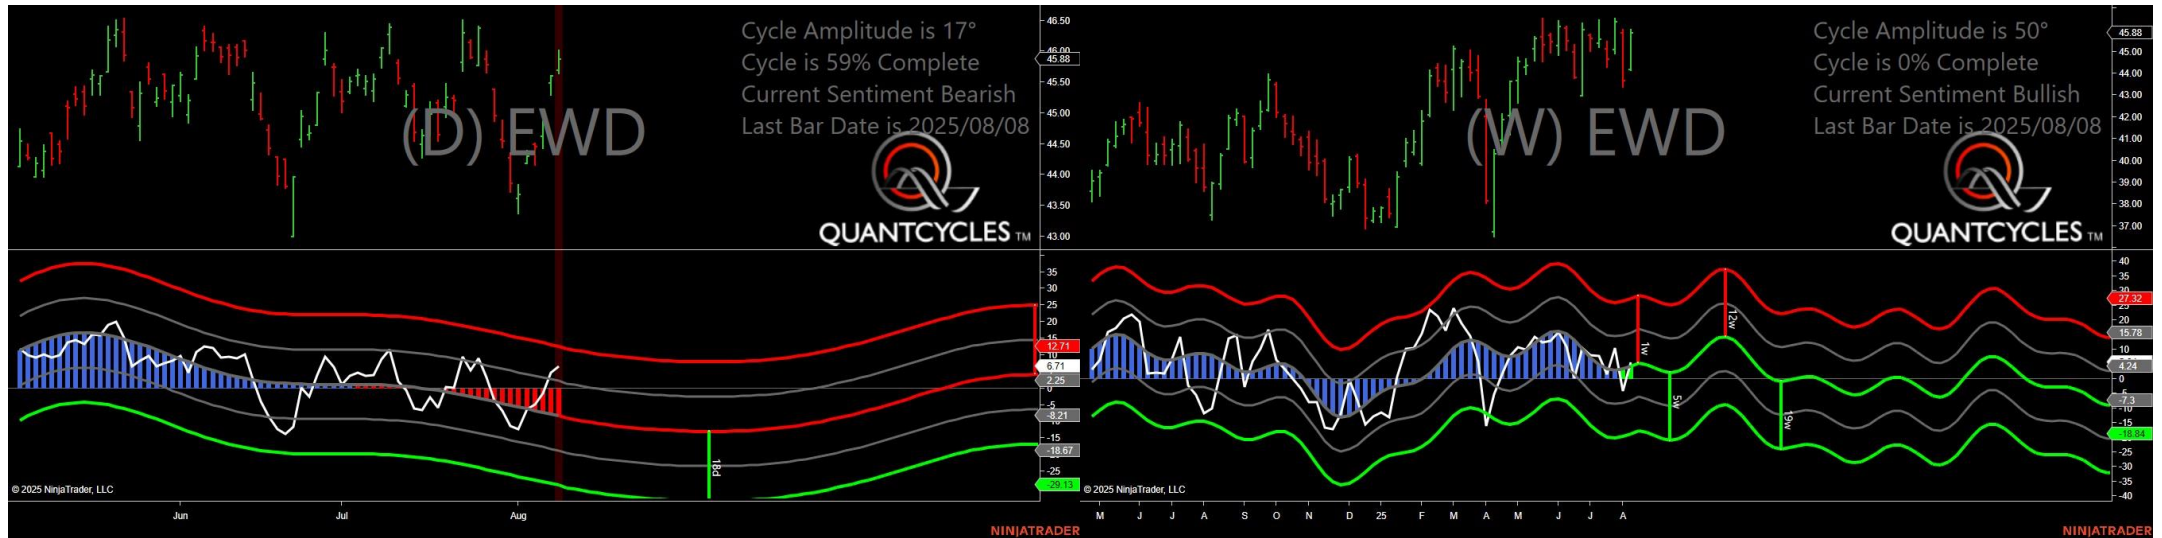 Cycle Amplitude is 17°
Cycle is 59% Complete
Current Sentiment Bearish
Last Bar Date is 2025/08/08
(D) EWD
QUANTCYCLES TM
46.50
46.00
45.88
45.50
45.00
44.50
44.00
43.50
43.00
35
30
25
20
15
12.71
10
6.71
2.25
0
-5
-8.21
-15
-18.67
-25
-29.13
18d
© 2025 NinjaTrader, LLC
Jun Jul Aug
NINJATRADER
Cycle Amplitude is 50°
Cycle is 0% Complete
Current Sentiment Bullish
Last Bar Date is 2025/08/08
(W) EWD
QUANTCYCLES TM
45.88
45.00
44.00
43.00
42.00
41.00
40.00
39.00
38.00
37.00
40
35
30
27.32
20
15.78
10
4.24
0
-7.3
-10
-15
-18.84
-25
-30
-35
-40
1w
5w
12w
19w
© 2025 NinjaTrader, LLC
M J J A S O N D 25 F M A M J J A
NINJATRADER